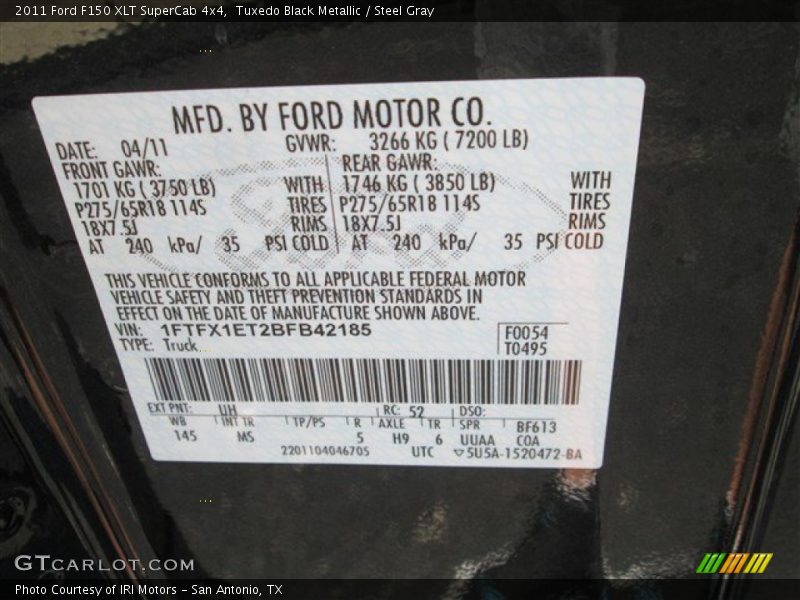 2011 Ford F150 XLT SuperCab 4x4,  Tuxedo Black Metallic / Steel Gray
MFD. BY FORD MOTOR CO.
DATE: 04/11 GVWR: 3266 KG ( 7200 LB)
FRONT GAWR: REAR GAWR:
1701 KG ( 3750 LB) WITH 1746 KG ( 3850 LB) WITH
P275/65R18 114S TIRES P275/65R18 114S TIRES
18X7.5J RIMS 18X7.5J RIMS
AT 240 kPa/ 35 PSI COLD AT 240 kPa/ 35 PSI COLD
THIS VEHICLE CONFORMS TO ALL APPLICABLE FEDERAL MOTOR
VEHICLE SAFETY AND THEFT PREVENTION STANDARDS IN
EFFECT ON THE DATE OF MANUFACTURE SHOWN ABOVE.
VIN: 1FTFX1ET2BFB42185 F0054
TYPE: Truck T0495
EXT PNT: UH RC: 52 DSO:
WB INT TR TP/PS R AXLE TR SPR BF613
145 MS 5 H9 6 UUAA COA
2201104046705 UTC ▽5U5A-1520472-BA
GTCARLOT.COM
Photo Courtesy of IRI Motors – San Antonio, TX